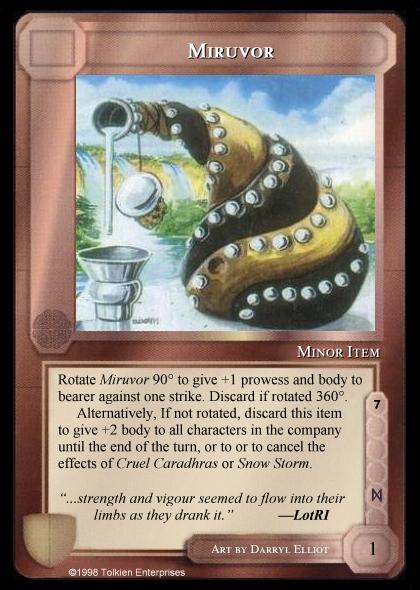 MIRUVOR
MINOR ITEM
Rotate Miruvor 90° to give +1 prowess and body to
bearer against one strike. Discard if rotated 360°.
Alternatively, If not rotated, discard this item
to give +2 body to all characters in the company
until the end of the turn, or to or to cancel the
effects of Cruel Caradhras or Snow Storm.
7
“...strength and vigour seemed to flow into their
limbs as they drank it.” —LotRI
ART BY DARRYL ELLIOT
1
©1998 Tolkien Enterprises